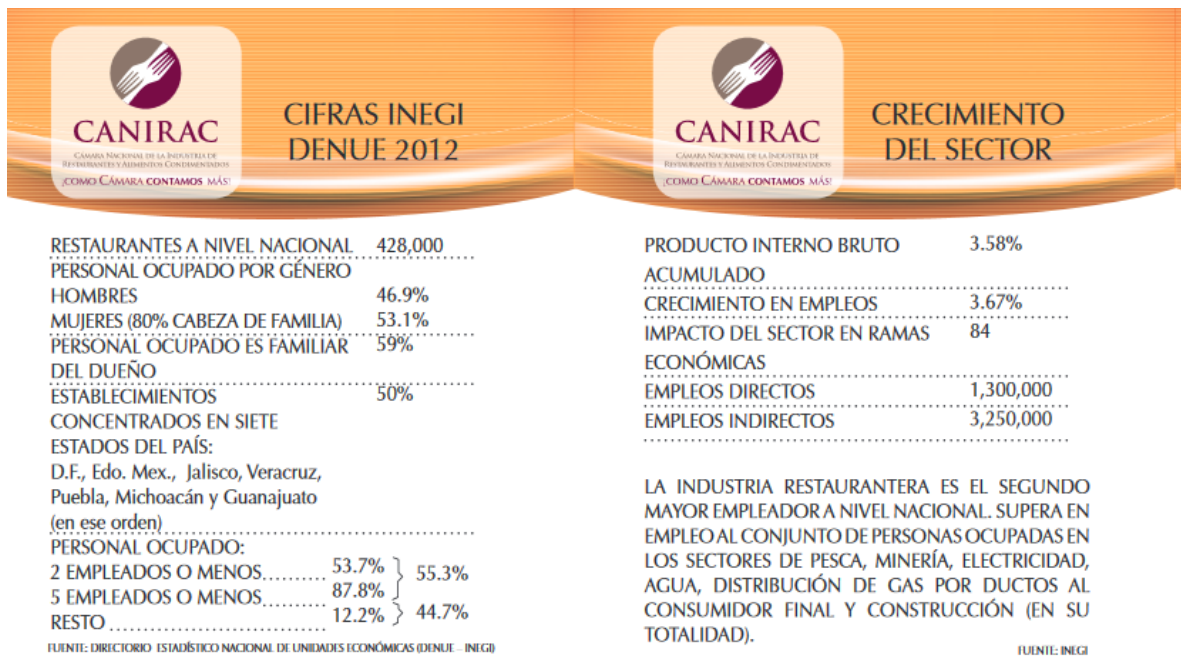 CANIRAC
CÁMARA NACIONAL DE LA INDUSTRIA DE
RESTAURANTES Y ALIMENTOS CONDIMENTADOS
¡COMO CÁMARA CONTAMOS MÁS!
CIFRAS INEGI
DENUE 2012
RESTAURANTES A NIVEL NACIONAL 428,000
PERSONAL OCUPADO POR GÉNERO
HOMBRES 46.9%
MUJERES (80% CABEZA DE FAMILIA) 53.1%
PERSONAL OCUPADO ES FAMILIAR 59%
DEL DUEÑO
ESTABLECIMIENTOS 50%
CONCENTRADOS EN SIETE
ESTADOS DEL PAÍS:
D.F., Edo. Mex., Jalisco, Veracruz,
Puebla, Michoacán y Guanajuato
(en ese orden)
PERSONAL OCUPADO:
2 EMPLEADOS O MENOS.......... 53.7% } 55.3%
5 EMPLEADOS O MENOS.......... 87.8%
RESTO .................................. 12.2% } 44.7%
FUENTE: DIRECTORIO ESTADÍSTICO NACIONAL DE UNIDADES ECONÓMICAS (DENUE – INEGI)
CANIRAC
CÁMARA NACIONAL DE LA INDUSTRIA DE
RESTAURANTES Y ALIMENTOS CONDIMENTADOS
¡COMO CÁMARA CONTAMOS MÁS!
CRECIMIENTO
DEL SECTOR
PRODUCTO INTERNO BRUTO 3.58%
ACUMULADO
CRECIMIENTO EN EMPLEOS 3.67%
IMPACTO DEL SECTOR EN RAMAS 84
ECONÓMICAS
EMPLEOS DIRECTOS 1,300,000
EMPLEOS INDIRECTOS 3,250,000
LA INDUSTRIA RESTAURANTERA ES EL SEGUNDO
MAYOR EMPLEADOR A NIVEL NACIONAL. SUPERA EN
EMPLEO AL CONJUNTO DE PERSONAS OCUPADAS EN
LOS SECTORES DE PESCA, MINERÍA, ELECTRICIDAD,
AGUA, DISTRIBUCIÓN DE GAS POR DUCTOS AL
CONSUMIDOR FINAL Y CONSTRUCCIÓN (EN SU
TOTALIDAD).
FUENTE: INEGI